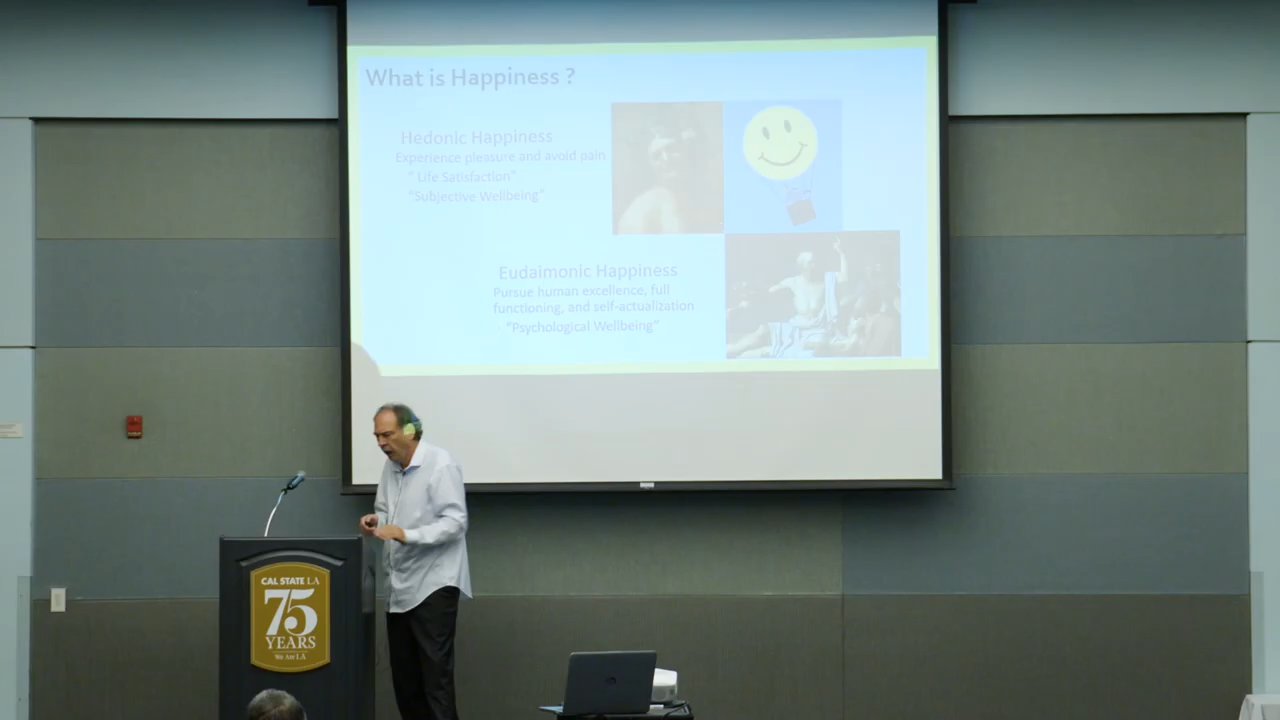 What is Happiness ?
Hedonic Happiness
Experience pleasure and avoid pain
" Life Satisfaction"
"Subjective Wellbeing"
Eudaimonic Happiness
Pursue human excellence, full
functioning, and self-actualization
"Psychological Wellbeing"
CAL STATE LA
75
YEARS
We Are LA